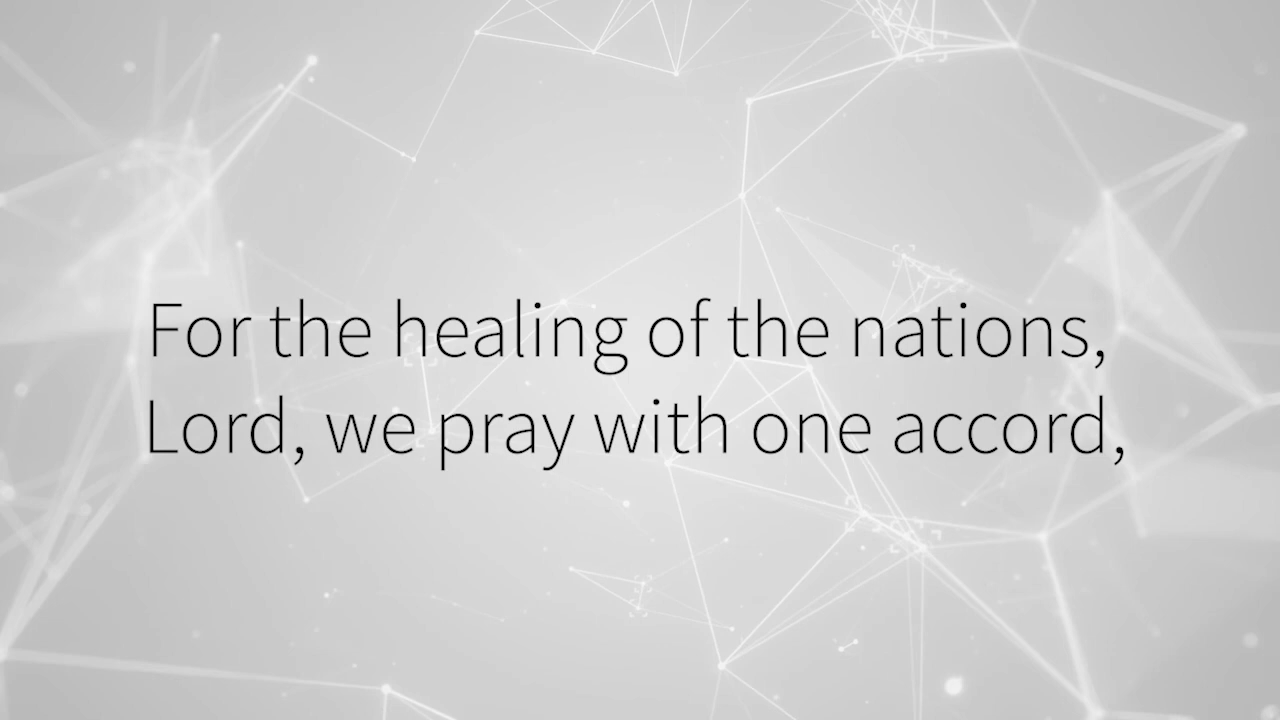 For the healing of the nations,
Lord, we pray with one accord,